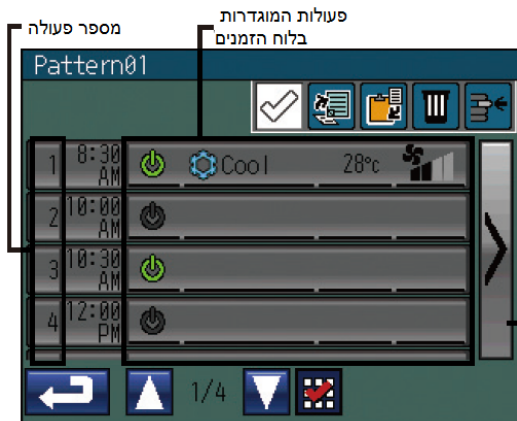 פעולות המוגדרות
בלוח הזמנים
מספר פעולה
Pattern01
1 8:30 AM Cool 28°c
2 10:00 AM
3 10:30 AM
4 12:00 PM
1/4